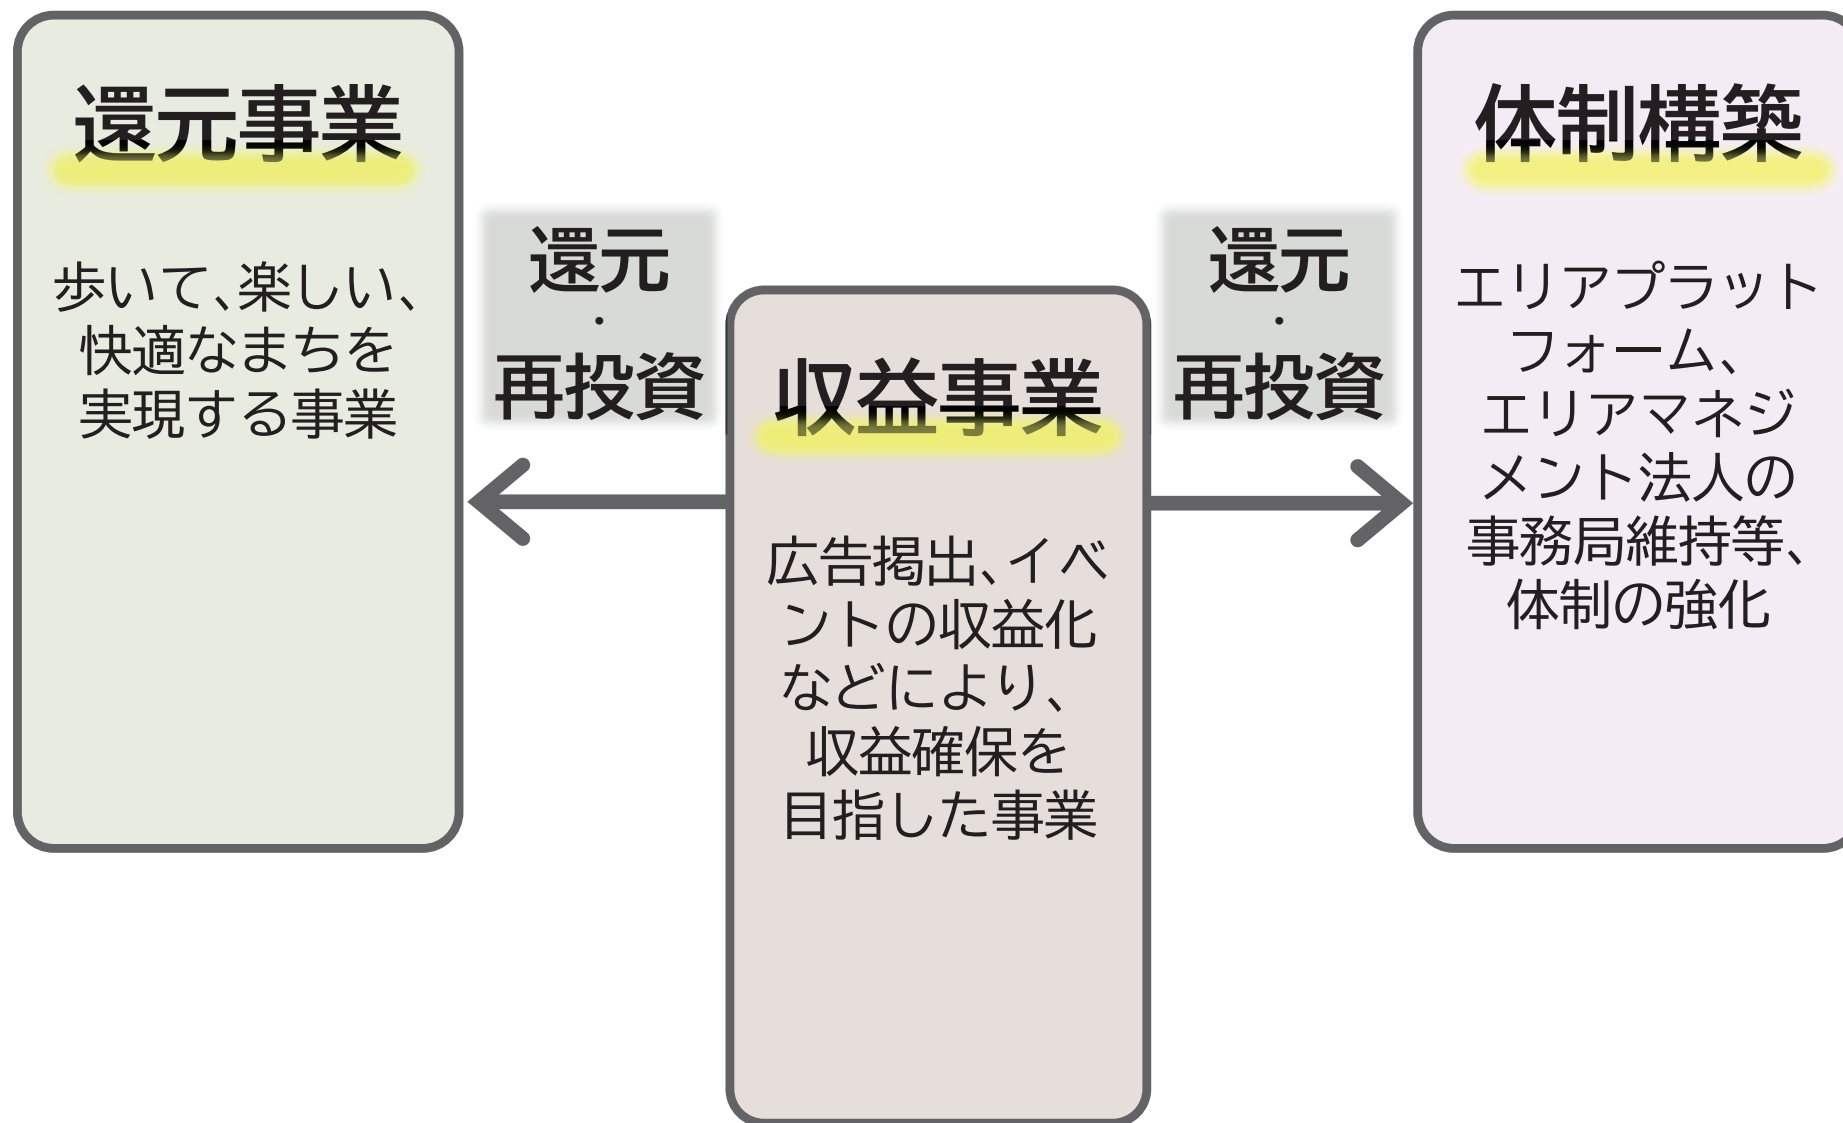 還元事業
歩いて、楽しい、
快適なまちを
実現する事業
還元
・
再投資
収益事業
広告掲出、イベ
ントの収益化
などにより、
収益確保を
目指した事業
還元
・
再投資
体制構築
エリアプラット
フォーム、
エリアマネジ
メント法人の
事務局維持等、
体制の強化